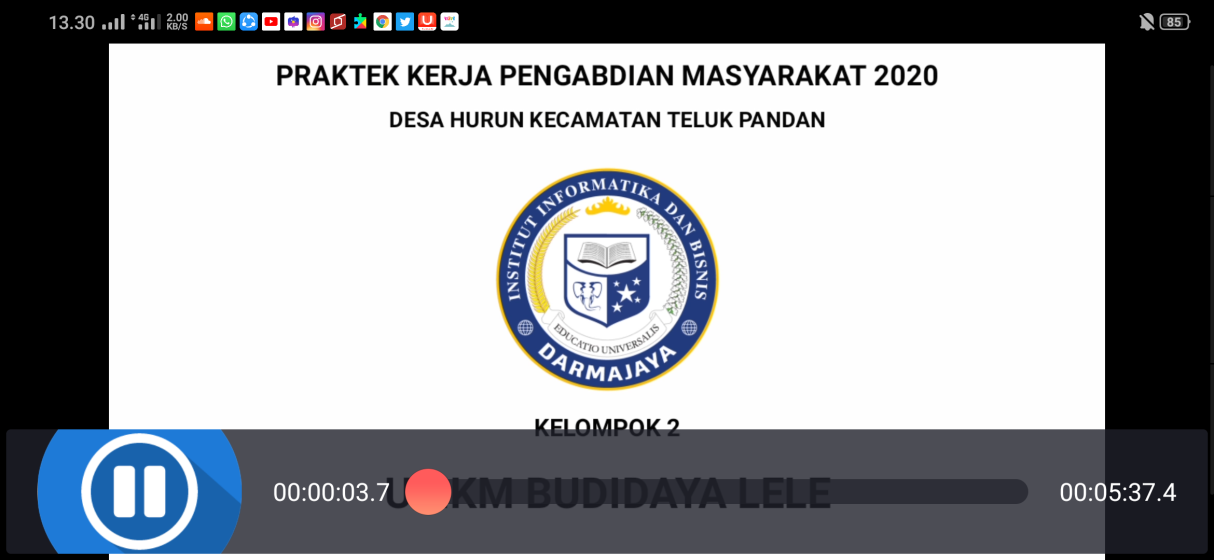 13.30 4G 2.00 KB/S 85
PRAKTEK KERJA PENGABDIAN MASYARAKAT 2020
DESA HURUN KECAMATAN TELUK PANDAN
INSTITUT INFORMATIKA DAN BISNIS
EDUCATIO UNIVERSALIS
DARMAJAYA
KELOMPOK 2
BUDIDAYA LELE
00:00:03.7
00:05:37.4